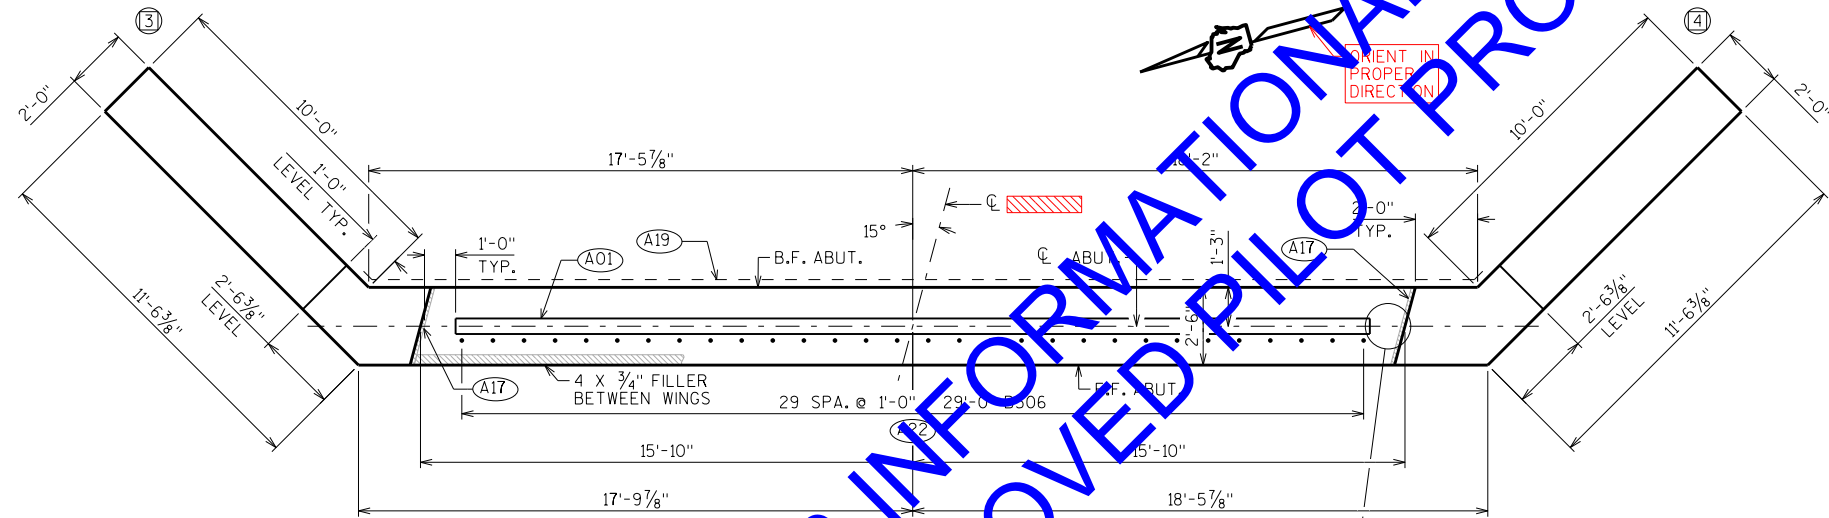 3
4
N
ORIENT IN
PROPER
DIRECTION
2'-0"
10'-0"
1'-0"
LEVEL TYP.
11'-6⅜"
2'-6⅜"
LEVEL
17'-5⅞"
18'-2"
15°
℄
A19
A01
1'-0"
TYP.
B.F. ABUT.
℄ ABUT.
1'-3"
2'-6"
A17
2'-0"
TYP.
10'-0"
2'-0"
2'-6⅜"
LEVEL
11'-6⅜"
A17
4 X ¾" FILLER
BETWEEN WINGS
F.F. ABUT.
29 SPA. @ 1'-0" 29'-0"
A22
15'-10"
15'-10"
17'-9⅞"
18'-5⅞"
INFORMATIONAL
PILOT